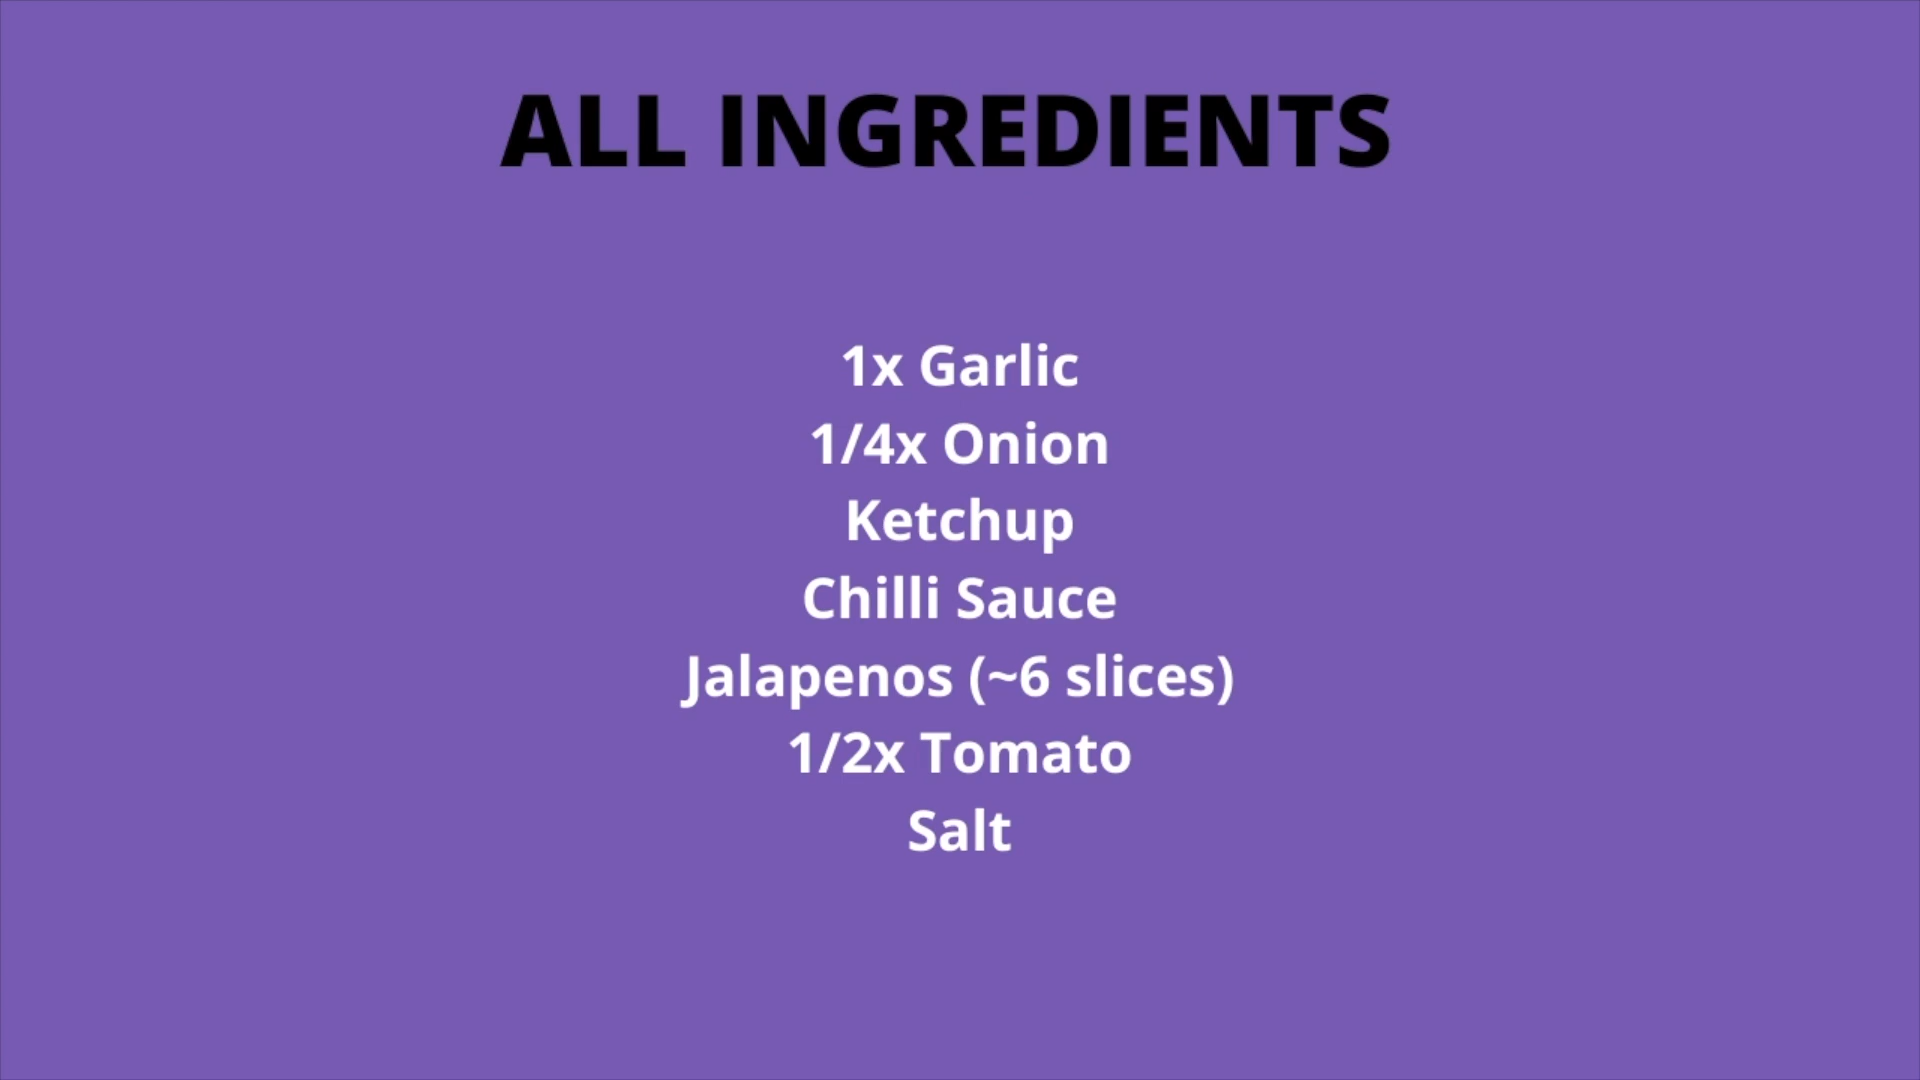 ALL INGREDIENTS
1x Garlic
1/4x Onion
Ketchup
Chilli Sauce
Jalapenos (~6 slices)
1/2x Tomato
Salt